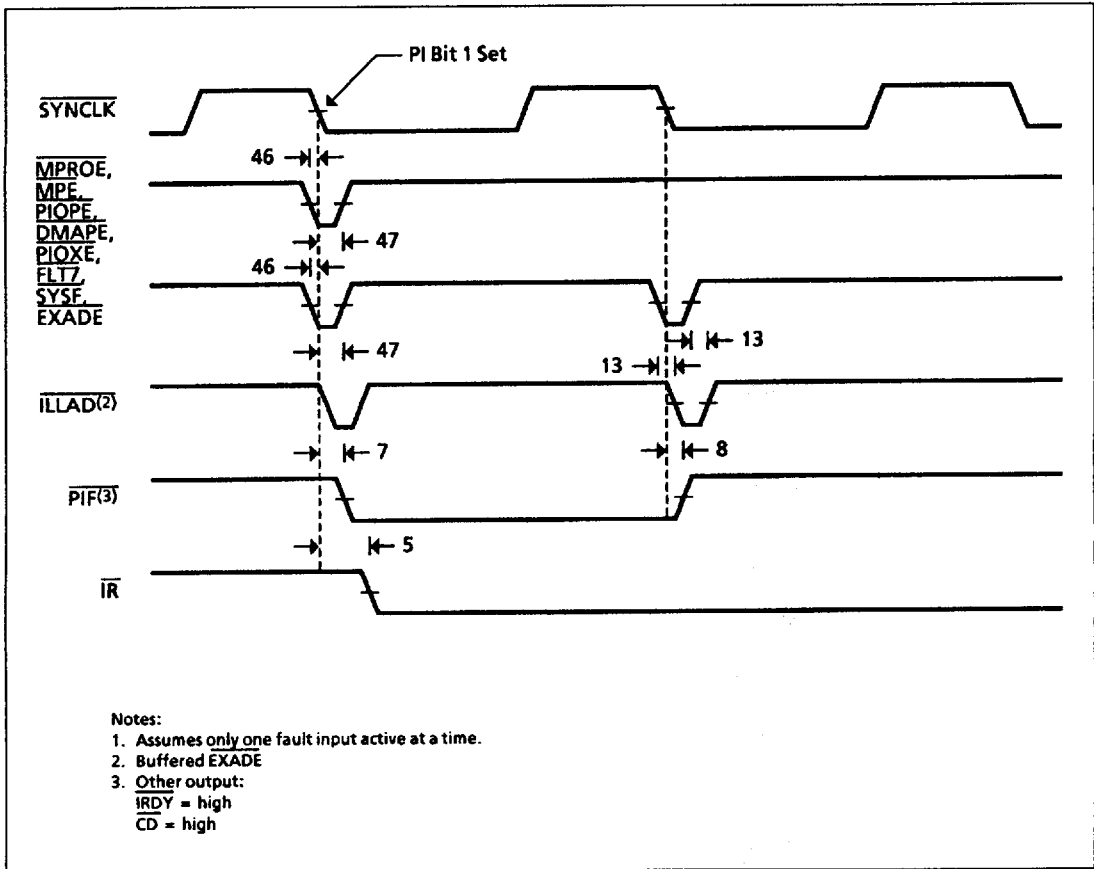 PI Bit 1 Set
SYNCLK
46
MPROE,
MPE,
PIOPE,
DMAPE,
PIOXE,
FLT7,
SYSF,
EXADE
47
46
47
13
13
ILLAD(2)
7
8
PIF(3)
5
IR
Notes:
1. Assumes only one fault input active at a time.
2. Buffered EXADE
3. Other output:
IRDY = high
CD = high